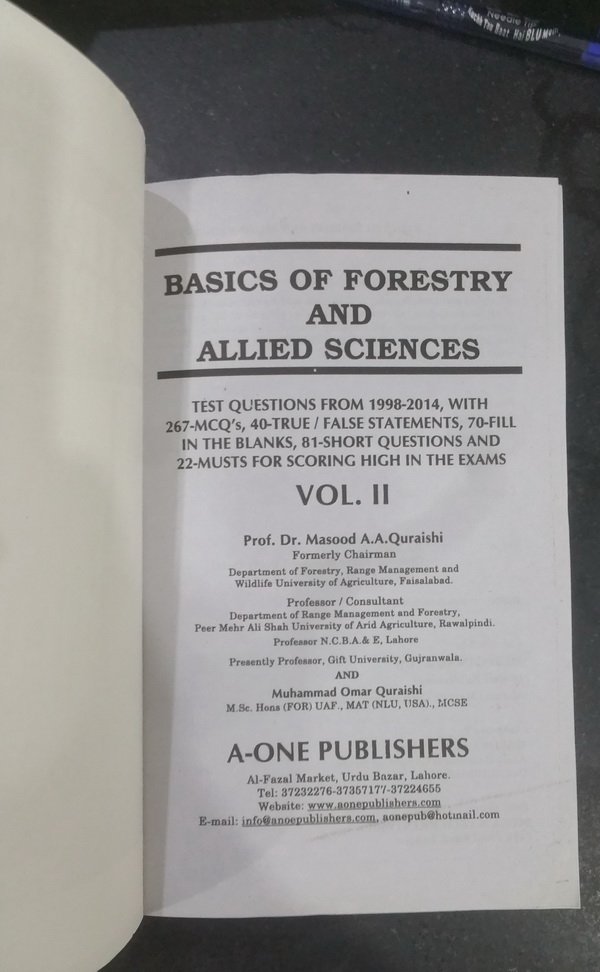 Needle Tip
BASICS OF FORESTRY
AND
ALLIED SCIENCES
TEST QUESTIONS FROM 1998-2014, WITH
267-MCQ's, 40-TRUE / FALSE STATEMENTS, 70-FILL
IN THE BLANKS, 81-SHORT QUESTIONS AND
22-MUSTS FOR SCORING HIGH IN THE EXAMS
VOL. II
Prof. Dr. Masood A.A.Quraishi
Formerly Chairman
Department of Forestry, Range Management and
Wildlife University of Agriculture, Faisalabad.
Professor / Consultant
Department of Range Management and Forestry,
Peer Mehr Ali Shah University of Arid Agriculture, Rawalpindi.
Professor N.C.B.A.& E, Lahore
Presently Professor, Gift University, Gujranwala.
AND
Muhammad Omar Quraishi
M.Sc. Hons (FOR) UAF., MAT (NLU, USA)., MCSE
A-ONE PUBLISHERS
Al-Fazal Market, Urdu Bazar, Lahore.
Tel: 37232276-37357177-37224655
Website: www.aonepublishers.com
E-mail: info@anoepublishers.com, aonepub@hotmail.com